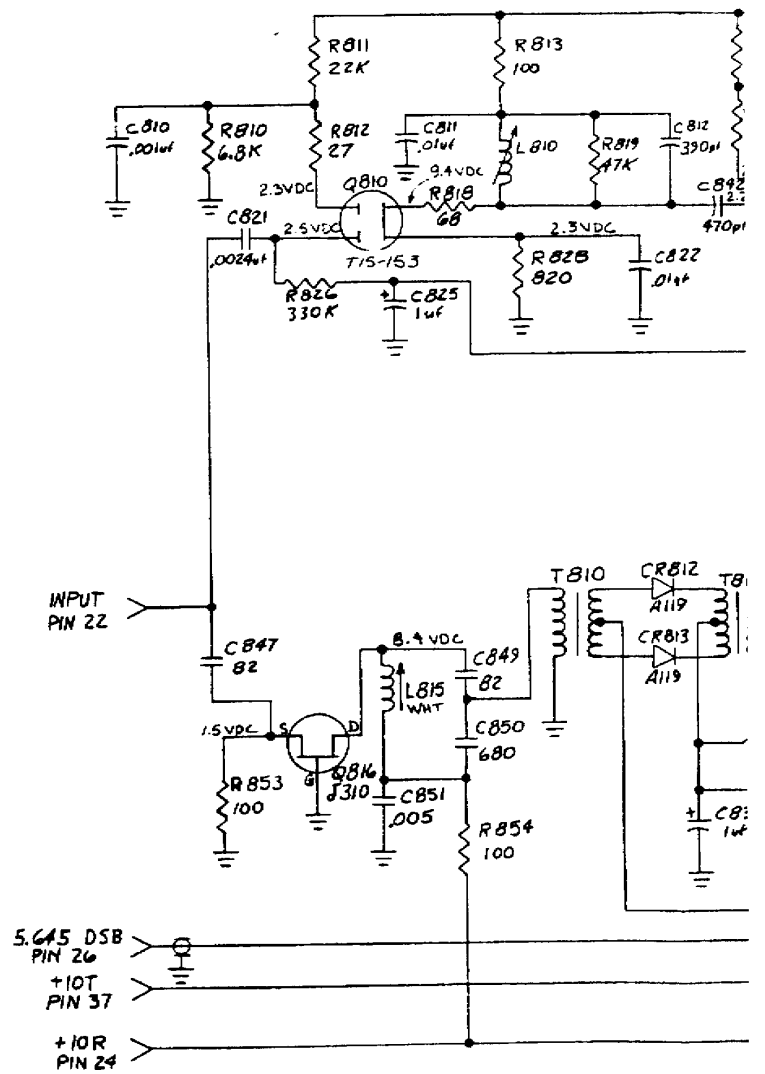 R811
22K
R813
100
C810
.001uf
R810
6.8K
R812
27
C811
.01uf
L810
R819
47K
C812
390pf
2.3VDC
Q810
9.4VDC
R818
68
C842
470pf
C821
.0024uf
2.5VDC
TIS-153
2.3VDC
R828
820
C822
.01uf
R826
330K
+
C825
1uf
INPUT
PIN 22
T810
CR812
A119
CR813
A119
C847
82
8.4 VDC
C849
82
L815
WHT
1.5VDC
S
D
G
Q816
J310
C850
680
R853
100
C851
.005
R854
100
+
1uf
5.645 DSB
PIN 26
+10T
PIN 37
+10R
PIN 24